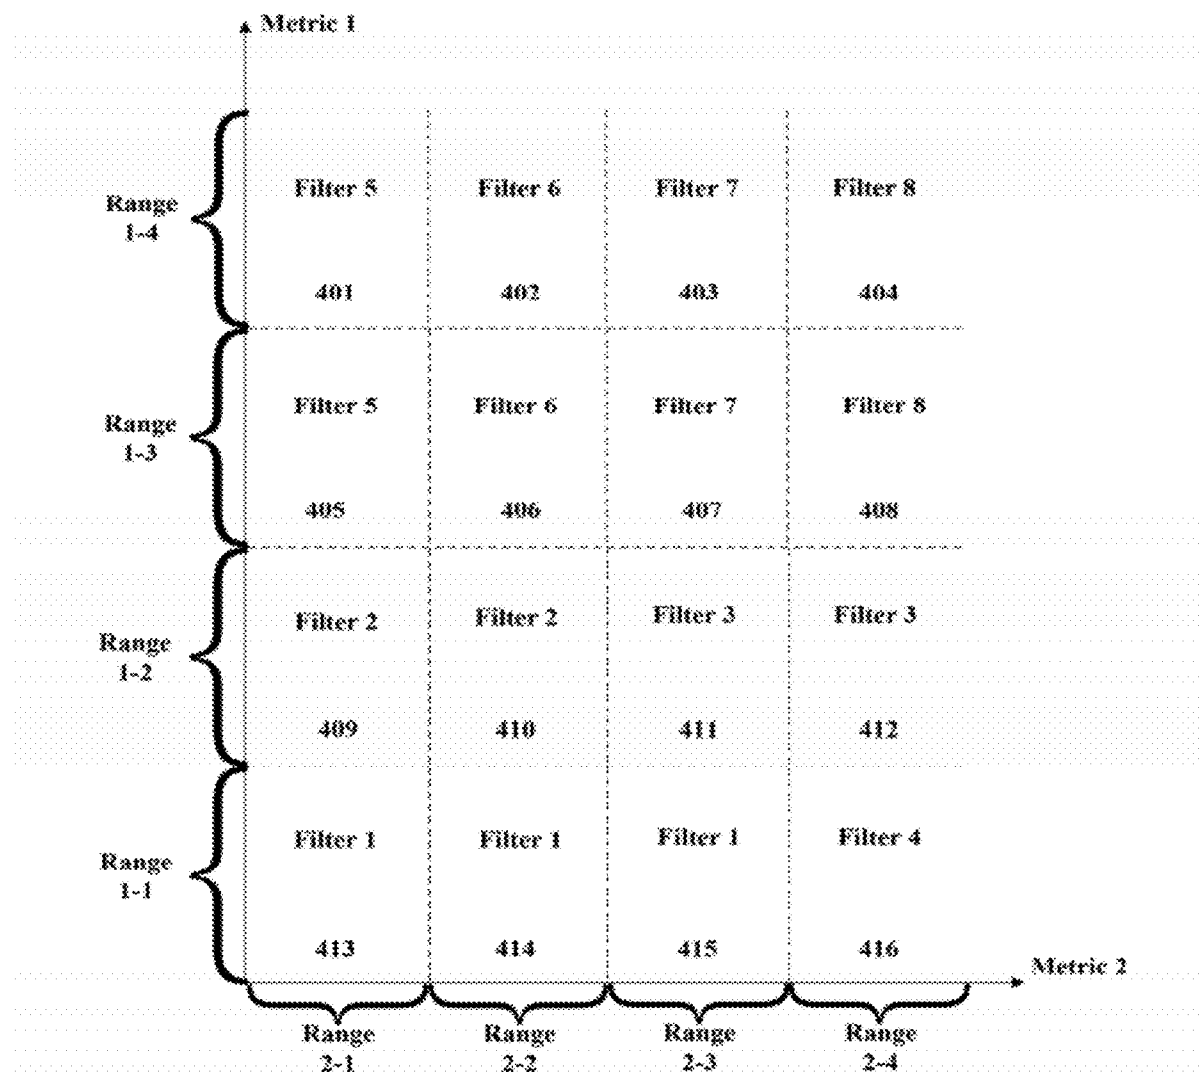 Metric 1
Filter 5 Filter 6 Filter 7 Filter 8
Range
1-4
401 402 403 404
Filter 5 Filter 6 Filter 7 Filter 8
Range
1-3
405 406 407 408
Filter 2 Filter 2 Filter 3 Filter 3
Range
1-2
409 410 411 412
Filter 1 Filter 1 Filter 1 Filter 4
Range
1-1
413 414 415 416
Metric 2
Range Range Range Range
2-1 2-2 2-3 2-4